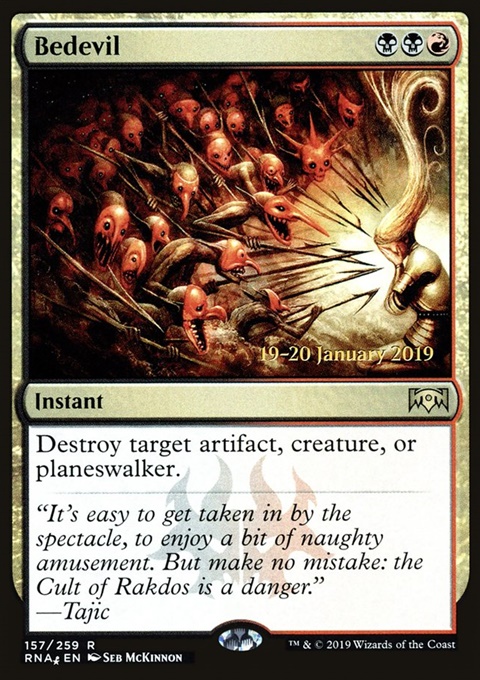 Bedevil
19–20 January 2019
Instant
Destroy target artifact, creature, or
planeswalker.
“It’s easy to get taken in by the
spectacle, to enjoy a bit of naughty
amusement. But make no mistake: the
Cult of Rakdos is a danger.”
—Tajic
157/259 R
RNA★EN Seb McKinnon
™ & © 2019 Wizards of the Coast